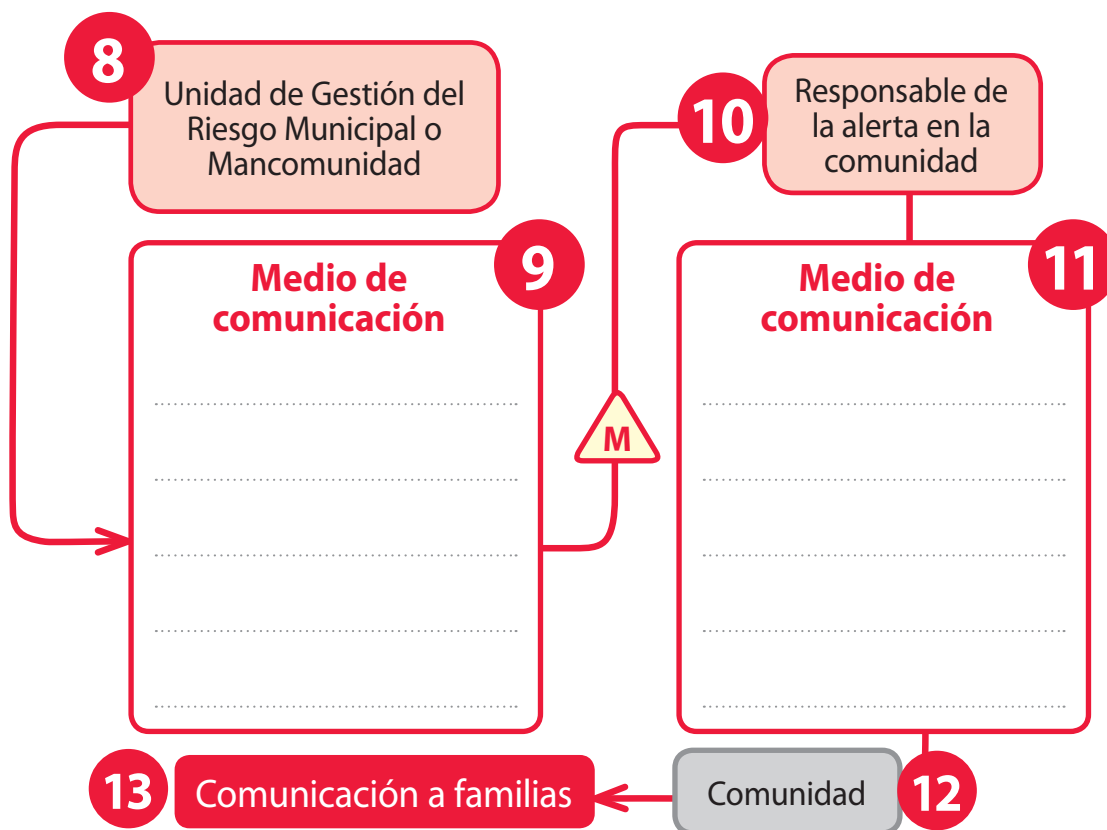 8
Unidad de Gestión del
Riesgo Municipal o
Mancomunidad
9
Medio de
comunicación
M
10
Responsable de
la alerta en la
comunidad
11
Medio de
comunicación
12
Comunidad
13
Comunicación a familias